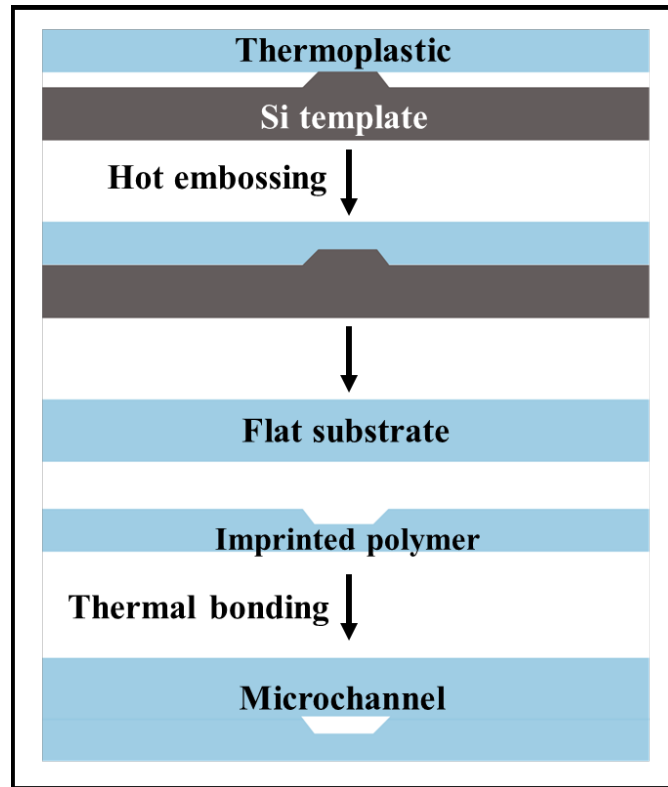 Thermoplastic
Si template
Hot embossing
Flat substrate
Imprinted polymer
Thermal bonding
Microchannel